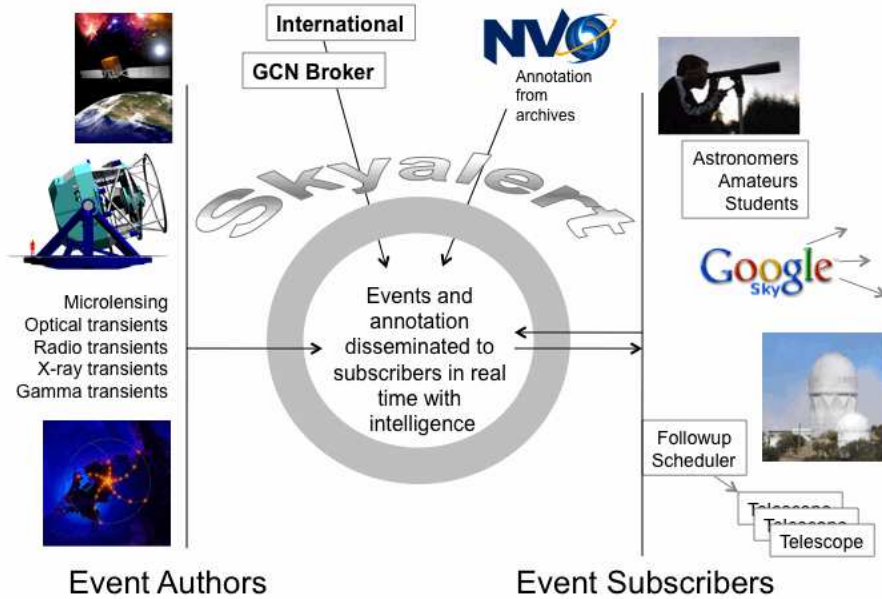 International
GCN Broker
NVO
Annotation
from
archives
Skyalert
Astronomers
Amateurs
Students
Google
Sky
Microlensing
Optical transients
Radio transients
X-ray transients
Gamma transients
Events and
annotation
disseminated to
subscribers in real
time with
intelligence
Followup
Scheduler
Telescope
Telescope
Telescope
Event Authors
Event Subscribers